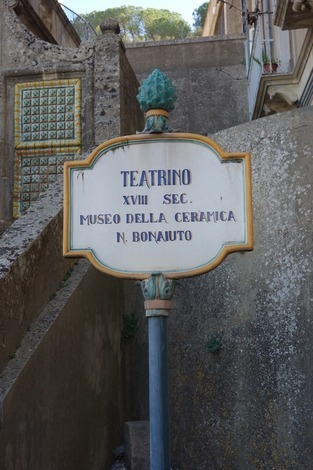 TEATRINO
XVIII SEC.
MUSEO DELLA CERAMICA
N. BONAIUTO